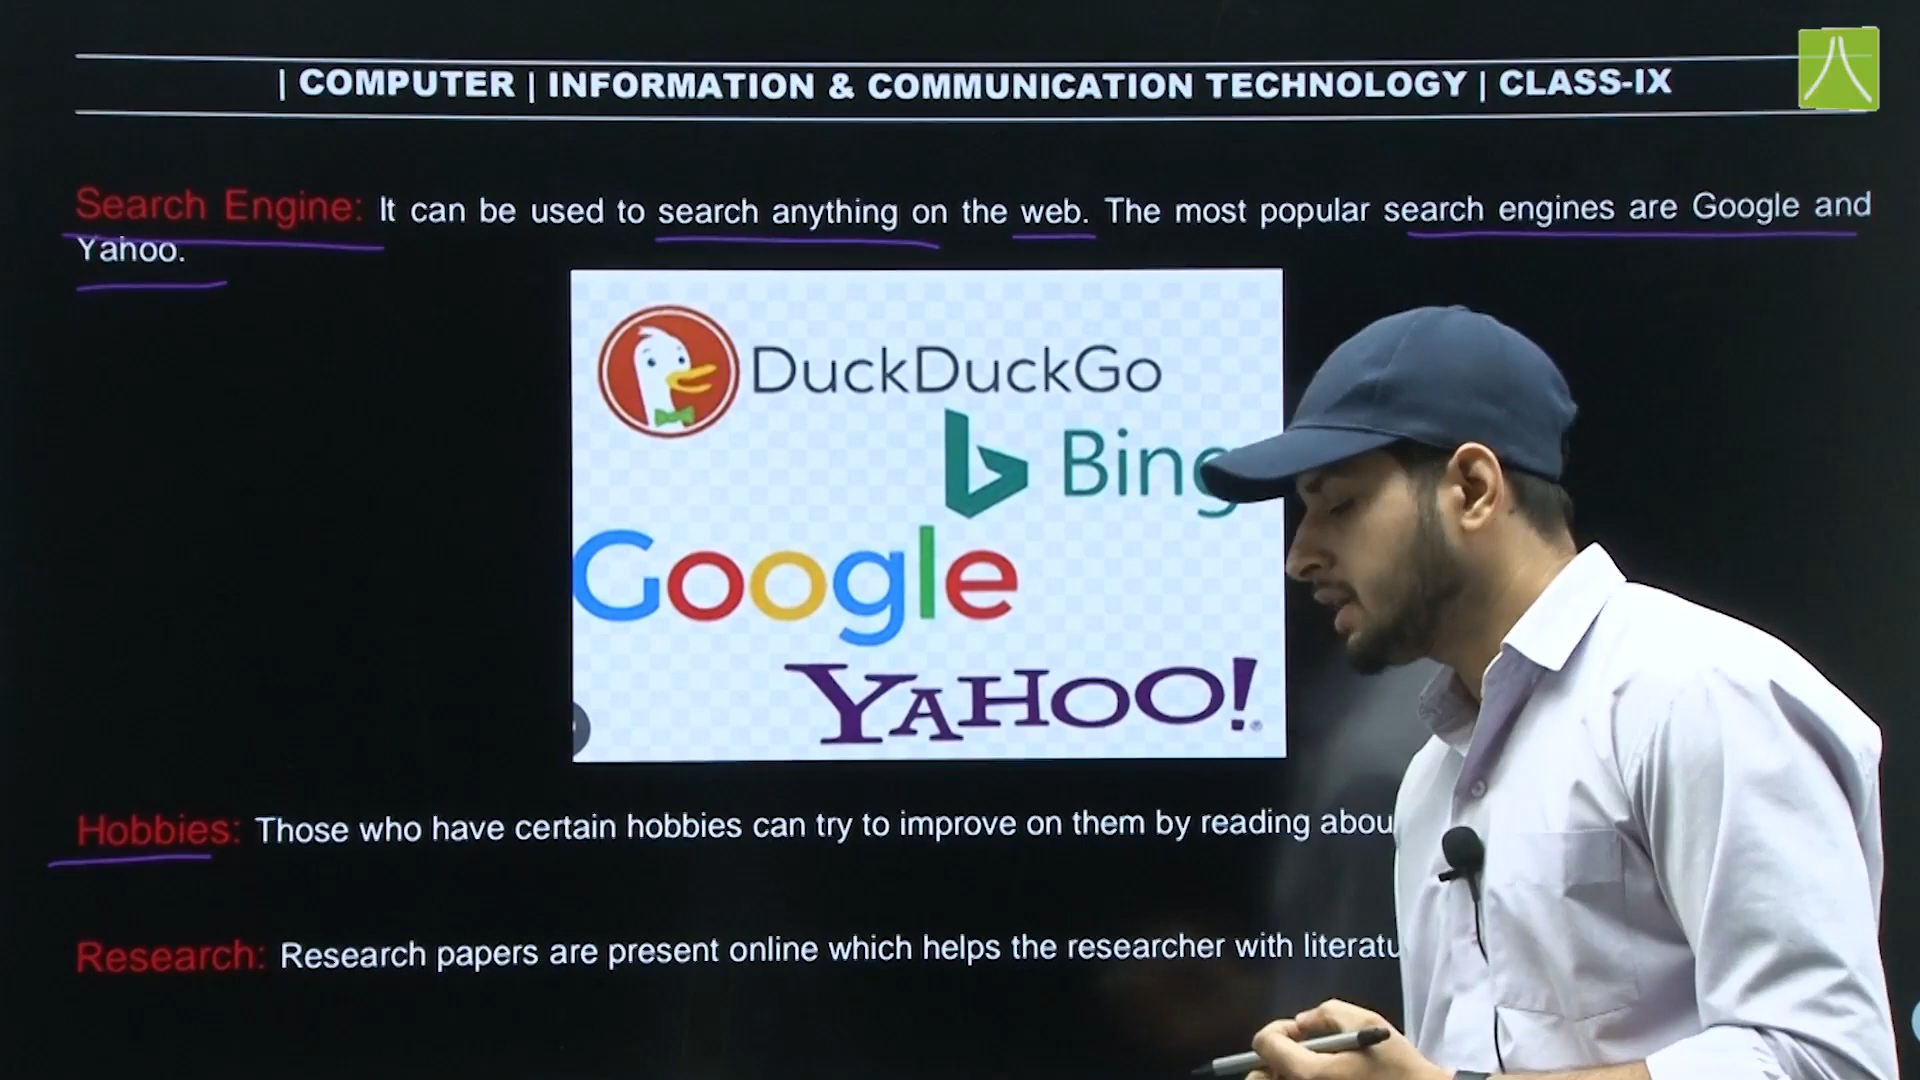 | COMPUTER | INFORMATION & COMMUNICATION TECHNOLOGY | CLASS-IX
Search Engine: It can be used to search anything on the web. The most popular search engines are Google and
Yahoo.
DuckDuckGo
Bing
Google
YAHOO!
Hobbies: Those who have certain hobbies can try to improve on them by reading
Research: Research papers are present online which helps the researcher with